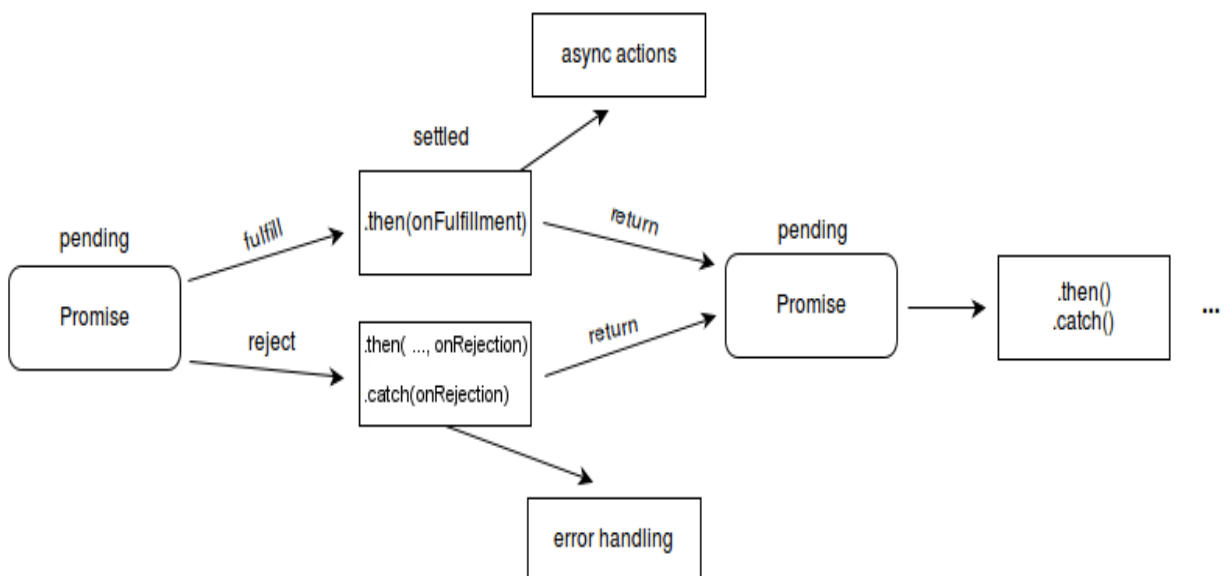 async actions
settled
.then(onFulfillment)
fulfill
return
pending
pending
Promise
Promise
.then()
.catch()
...
reject
.then( ..., onRejection)
.catch(onRejection)
return
error handling